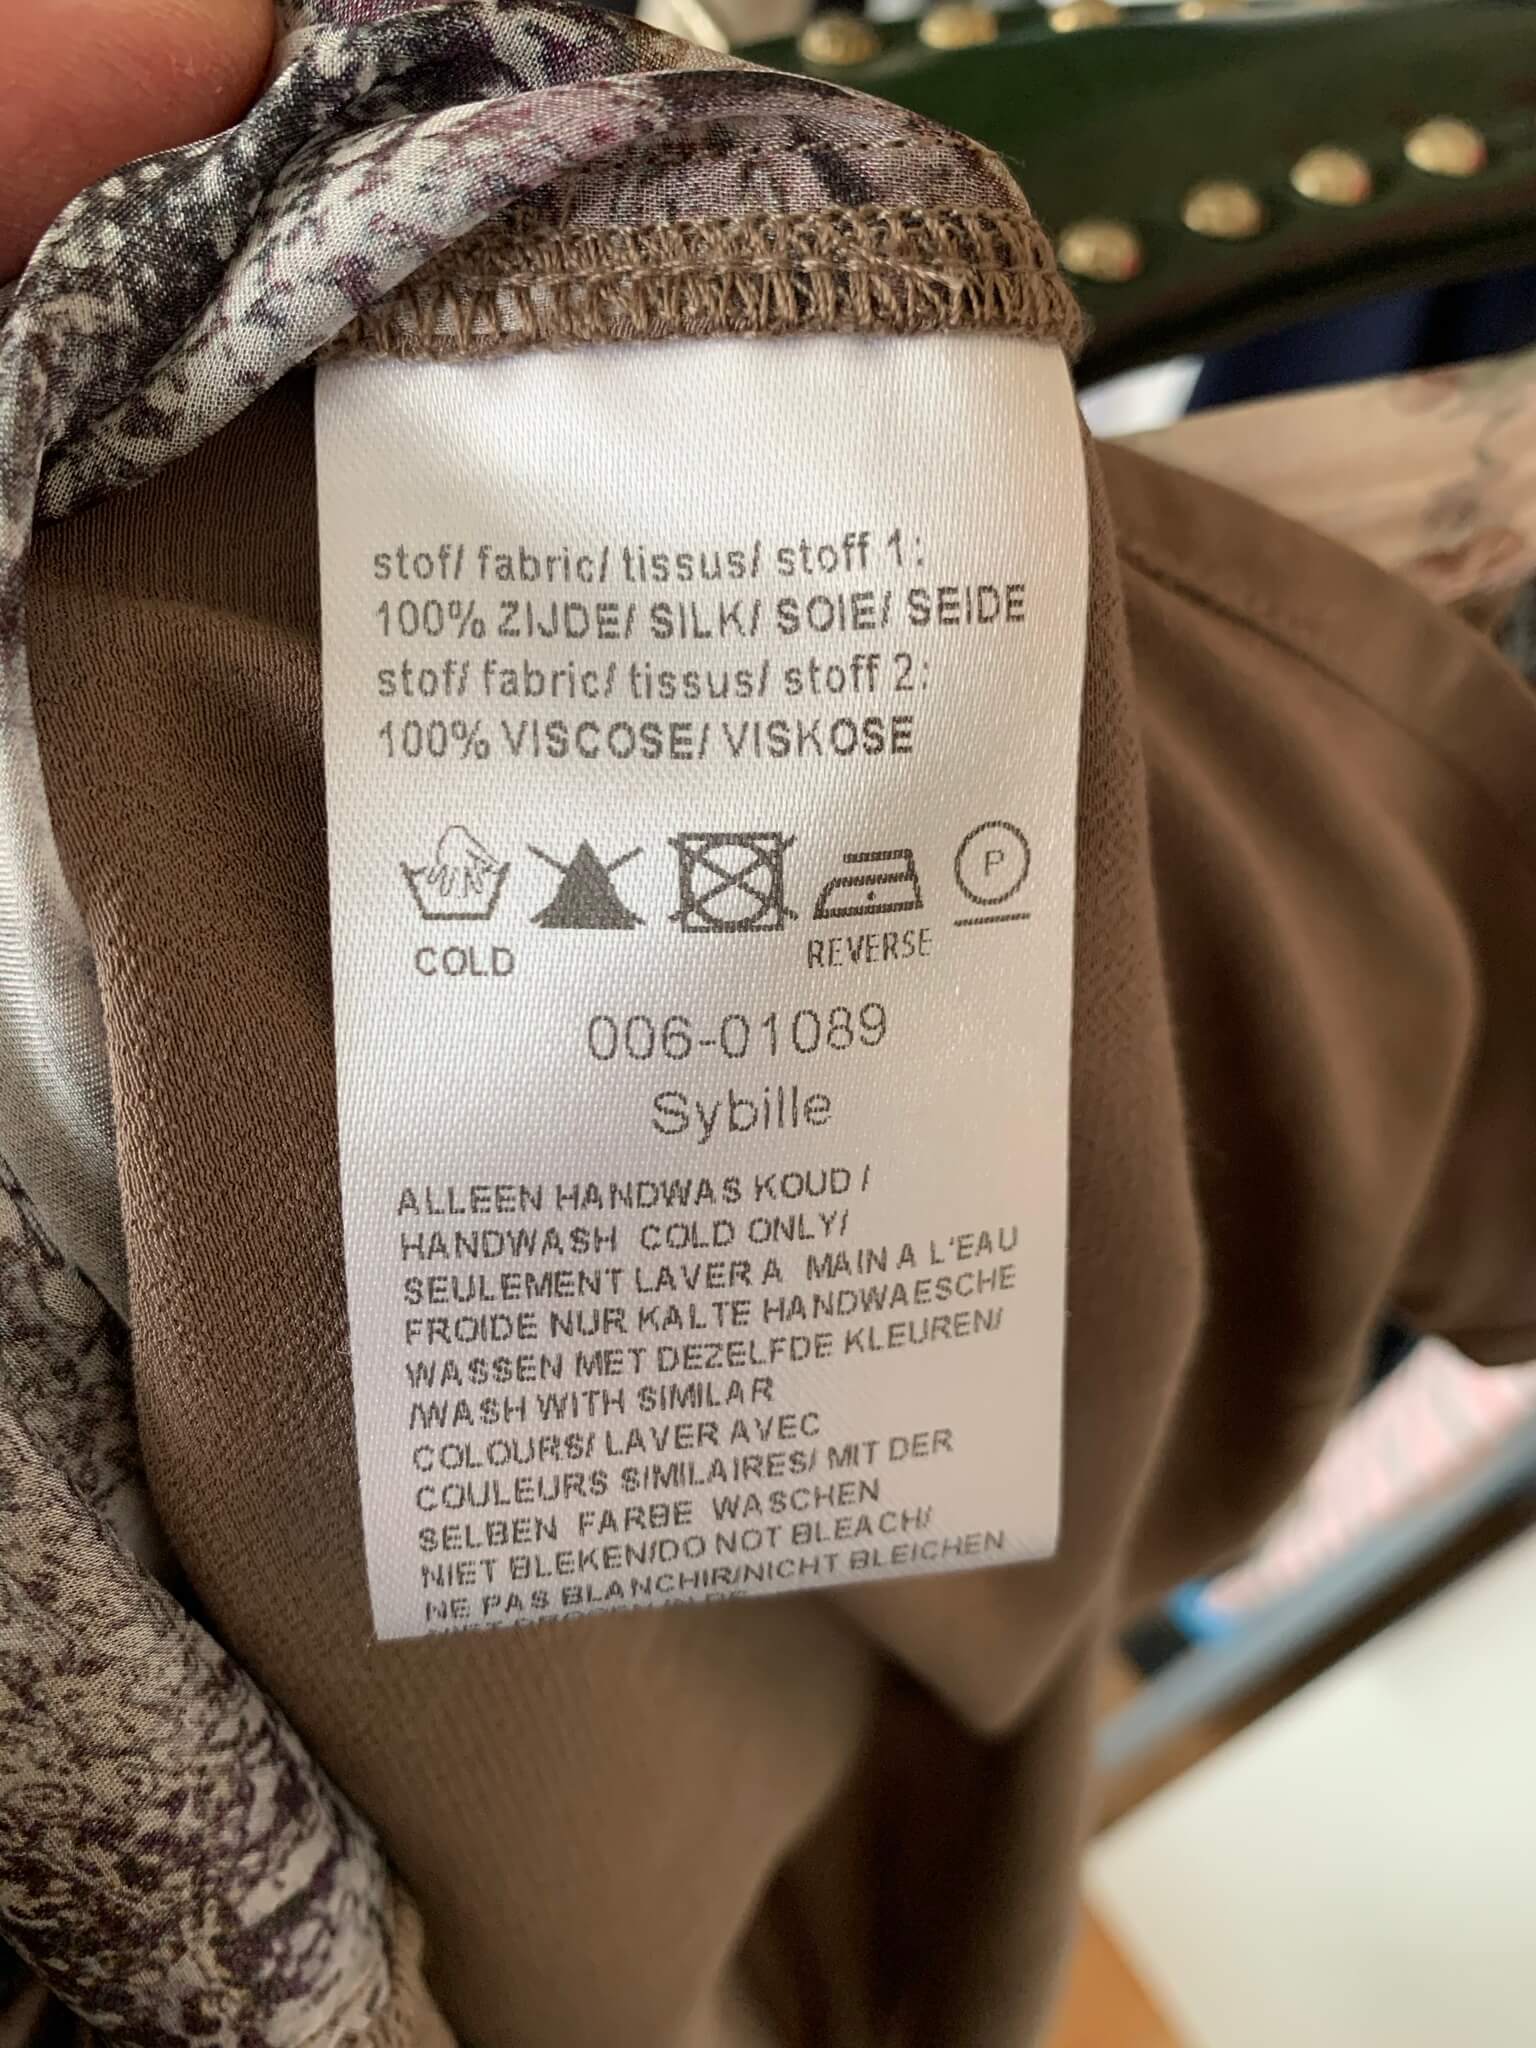 stof/ fabric/ tissus/ stoff 1:
100% ZIJDE/ SILK/ SOIE/ SEIDE
stof/ fabric/ tissus/ stoff 2:
100% VISCOSE/ VISKOSE
P
COLD
REVERSE
006-01089
Sybille
ALLEEN HANDWAS KOUD /
HANDWASH COLD ONLY/
SEULEMENT LAVER A MAIN A L'EAU
FROIDE NUR KALTE HANDWAESCHE
WASSEN MET DEZELFDE KLEUREN/
/WASH WITH SIMILAR
COLOURS/ LAVER AVEC
COULEURS SIMILAIRES/ MIT DER
SELBEN FARBE WASCHEN
NIET BLEKEN/DO NOT BLEACH/
NE PAS BLANCHIR/NICHT BLEICHEN